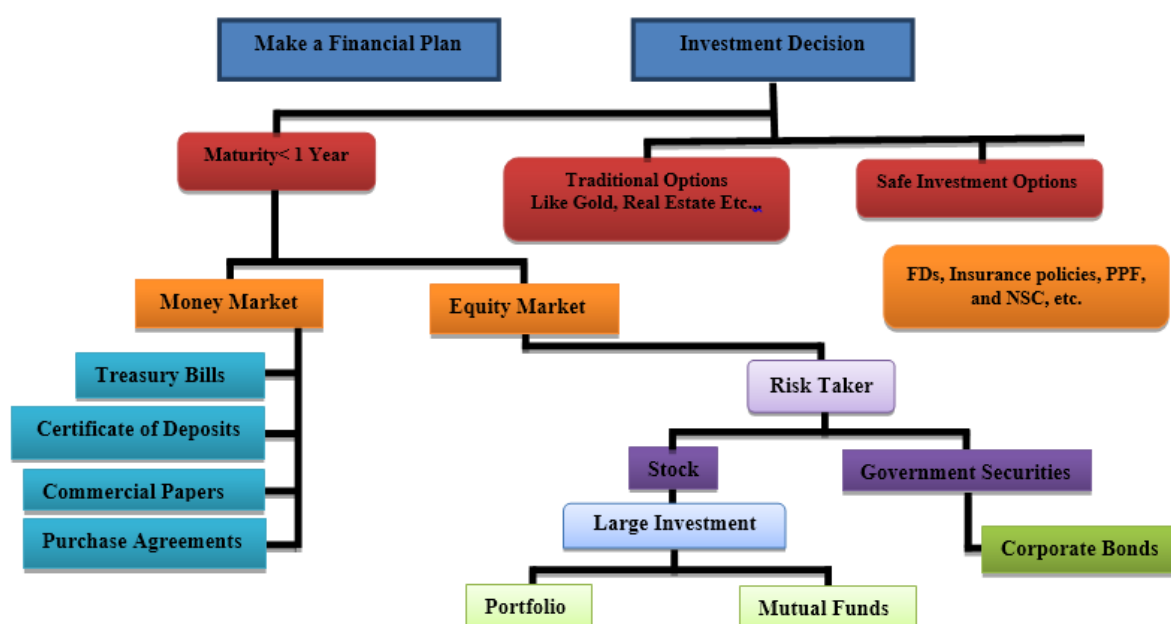 Make a Financial Plan
Investment Decision
Maturity< 1 Year
Traditional Options
Like Gold, Real Estate Etc..,
Safe Investment Options
FDs, Insurance policies, PPF,
and NSC, etc.
Money Market
Equity Market
Treasury Bills
Certificate of Deposits
Commercial Papers
Purchase Agreements
Risk Taker
Stock
Government Securities
Large Investment
Corporate Bonds
Portfolio
Mutual Funds